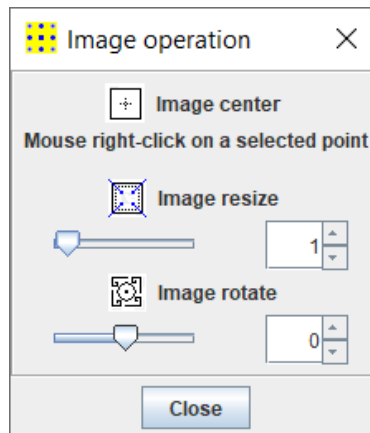 Image operation
Image center
Mouse right-click on a selected point
Image resize
1
Image rotate
0
Close